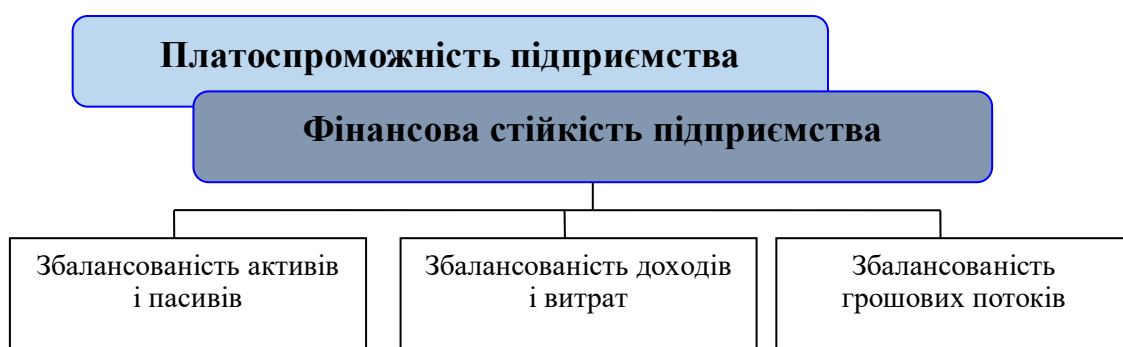 Платоспроможність підприємства
Фінансова стійкість підприємства
Збалансованість активів
і пасивів
Збалансованість доходів
і витрат
Збалансованість
грошових потоків